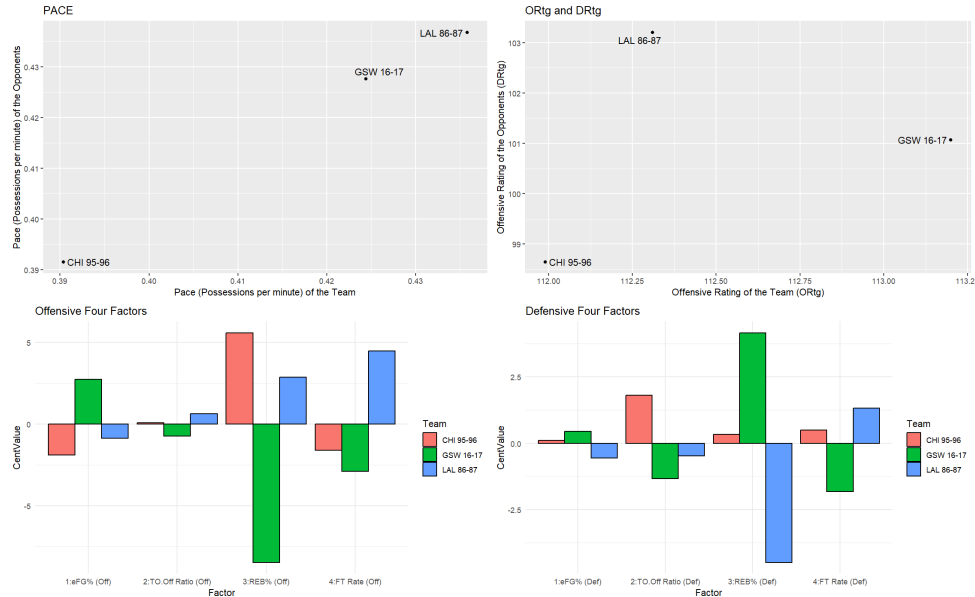 PACE
Pace (Possessions per minute) of the Opponents
0.43
0.42
0.41
0.40
0.39
LAL 86-87
GSW 16-17
CHI 95-96
0.39
0.40
0.41
0.42
0.43
Pace (Possessions per minute) of the Team
ORtg and DRtg
Offensive Rating of the Opponents (DRtg)
103
102
101
100
99
LAL 86-87
GSW 16-17
CHI 95-96
112.00
112.25
112.50
112.75
113.00
113.2
Offensive Rating of the Team (ORtg)
Offensive Four Factors
CentValue
5
0
-5
1:eFG% (Off)
2:TO.Off Ratio (Off)
3:REB% (Off)
4:FT Rate (Off)
Factor
Team
CHI 95-96
GSW 16-17
LAL 86-87
Defensive Four Factors
CentValue
2.5
0.0
-2.5
1:eFG% (Def)
2:TO.Off Ratio (Def)
3:REB% (Def)
4:FT Rate (Def)
Factor
Team
CHI 95-96
GSW 16-17
LAL 86-87